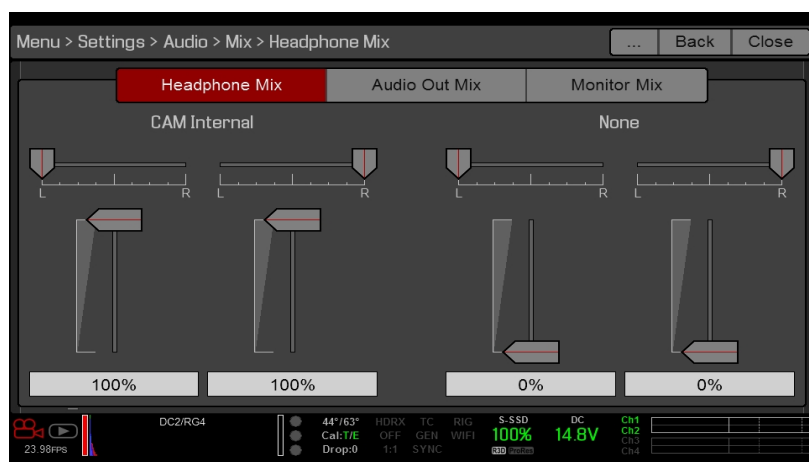 Menu > Settings > Audio > Mix > Headphone Mix ... Back Close
Headphone Mix Audio Out Mix Monitor Mix
CAM Internal None
L R L R L R L R
100% 100% 0% 0%
DC2/RG4 44°/63° HDRX TC RIG S-SSD DC Ch1
Cal:T/E OFF GEN WIFI 100% 14.8V Ch2
23.98FPS Drop:0 1:1 SYNC R3D ProRes Ch3
Ch4